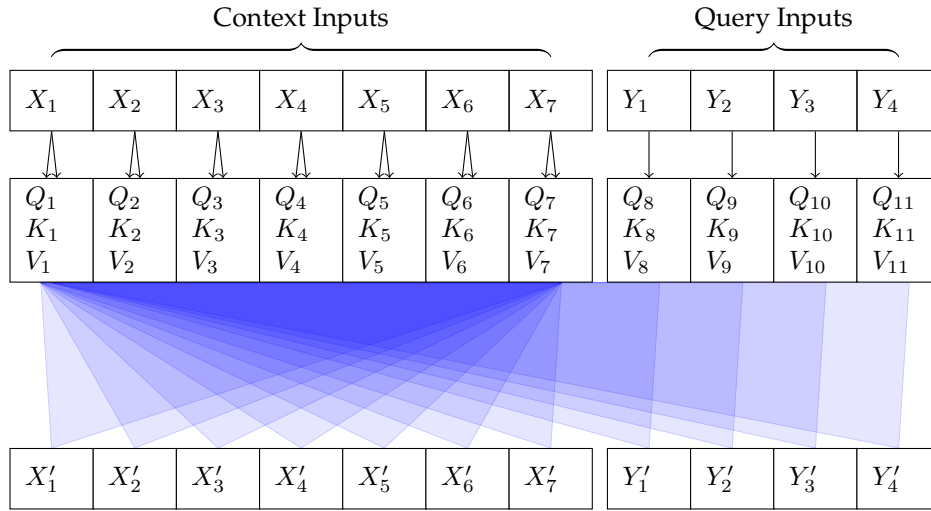 Context Inputs Query Inputs
X₁ X₂ X₃ X₄ X₅ X₆ X₇ Y₁ Y₂ Y₃ Y₄
Q₁ Q₂ Q₃ Q₄ Q₅ Q₆ Q₇ Q₈ Q₉ Q₁₀ Q₁₁
K₁ K₂ K₃ K₄ K₅ K₆ K₇ K₈ K₉ K₁₀ K₁₁
V₁ V₂ V₃ V₄ V₅ V₆ V₇ V₈ V₉ V₁₀ V₁₁
X′₁ X′₂ X′₃ X′₄ X′₅ X′₆ X′₇ Y′₁ Y′₂ Y′₃ Y′₄